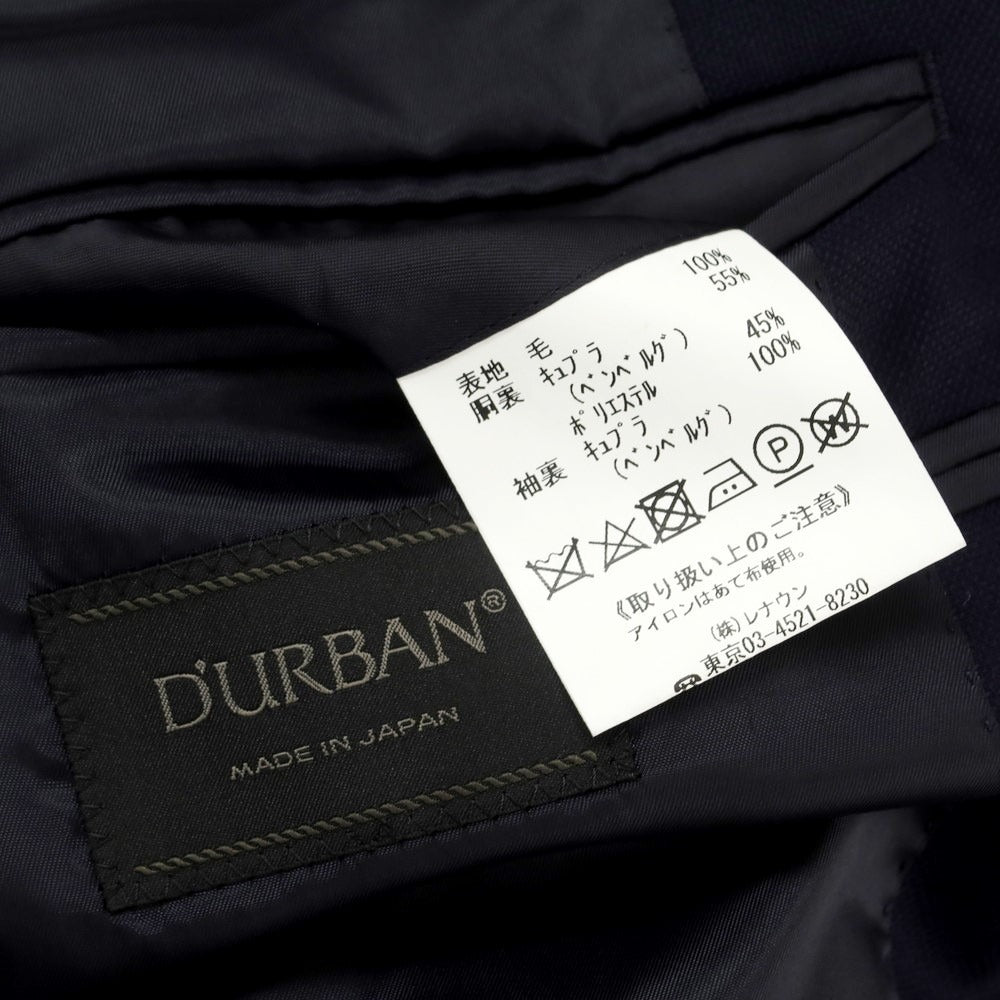 表地 毛 100%
胴裏 キュプラ 55%
(ベンベルグ)
ポリエステル 45%
袖裏 キュプラ 100%
(ベンベルグ)
P W
《取り扱い上のご注意》
アイロンはあて布使用。
(株)レナウン
☎東京03-4521-8230
D'URBAN®
MADE IN JAPAN